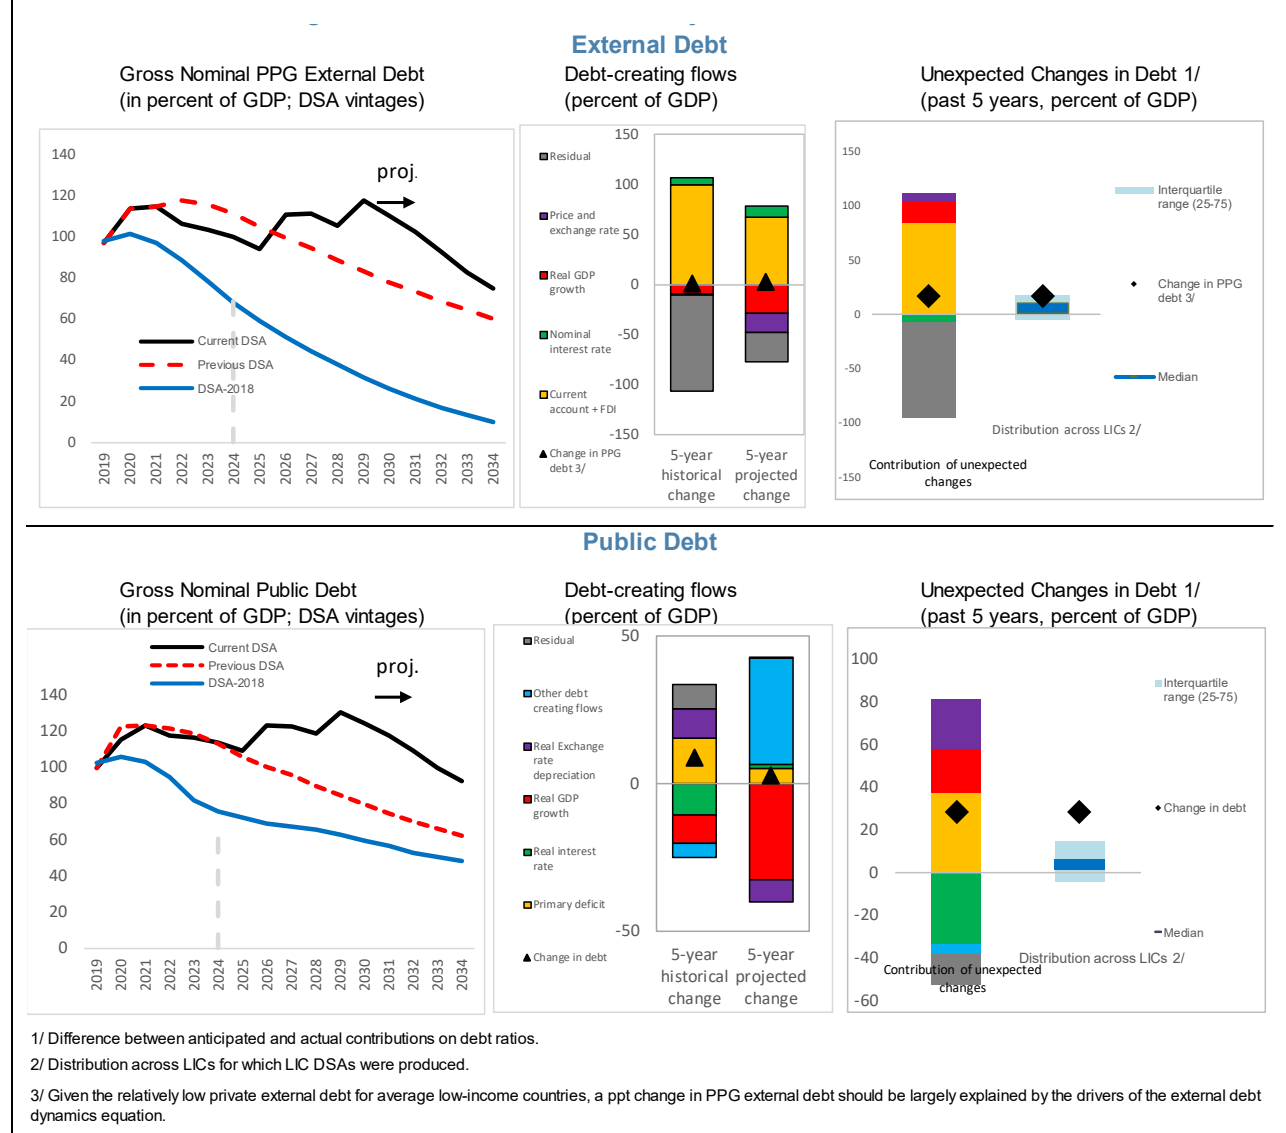 External Debt
Gross Nominal PPG External Debt
(in percent of GDP; DSA vintages)
140
120
100
80
60
40
20
0
proj.
Current DSA
Previous DSA
DSA-2018
2019 2020 2021 2022 2023 2024 2025 2026 2027 2028 2029 2030 2031 2032 2033 2034
Debt-creating flows
(percent of GDP)
Residual
Price and
exchange rate
Real GDP
growth
Nominal
interest rate
Current
account + FDI
Change in PPG
debt 3/
150
100
50
0
-50
-100
-150
5-year
historical
change
5-year
projected
change
Unexpected Changes in Debt 1/
(past 5 years, percent of GDP)
150
100
50
0
-50
-100
-150
Interquartile
range (25-75)
Change in PPG
debt 3/
Median
Distribution across LICs 2/
Contribution of unexpected
changes
Public Debt
Gross Nominal Public Debt
(in percent of GDP; DSA vintages)
Current DSA
Previous DSA
DSA-2018
proj.
140
120
100
80
60
40
20
0
2019 2020 2021 2022 2023 2024 2025 2026 2027 2028 2029 2030 2031 2032 2033 2034
Debt-creating flows
(percent of GDP)
Residual
Other debt
creating flows
Real Exchange
rate
depreciation
Real GDP
growth
Real interest
rate
Primary deficit
Change in debt
50
0
-50
5-year
historical
change
5-year
projected
change
Unexpected Changes in Debt 1/
(past 5 years, percent of GDP)
100
80
60
40
20
0
-20
-40
-60
Interquartile
range (25-75)
Change in debt
Median
Distribution across LICs 2/
Contribution of unexpected
changes
1/ Difference between anticipated and actual contributions on debt ratios.
2/ Distribution across LICs for which LIC DSAs were produced.
3/ Given the relatively low private external debt for average low-income countries, a ppt change in PPG external debt should be largely explained by the drivers of the external debt
dynamics equation.